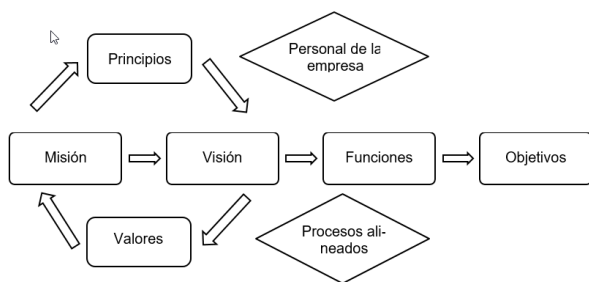 Principios
Personal de la
empresa
Misión
Visión
Funciones
Objetivos
Valores
Procesos ali-
neados